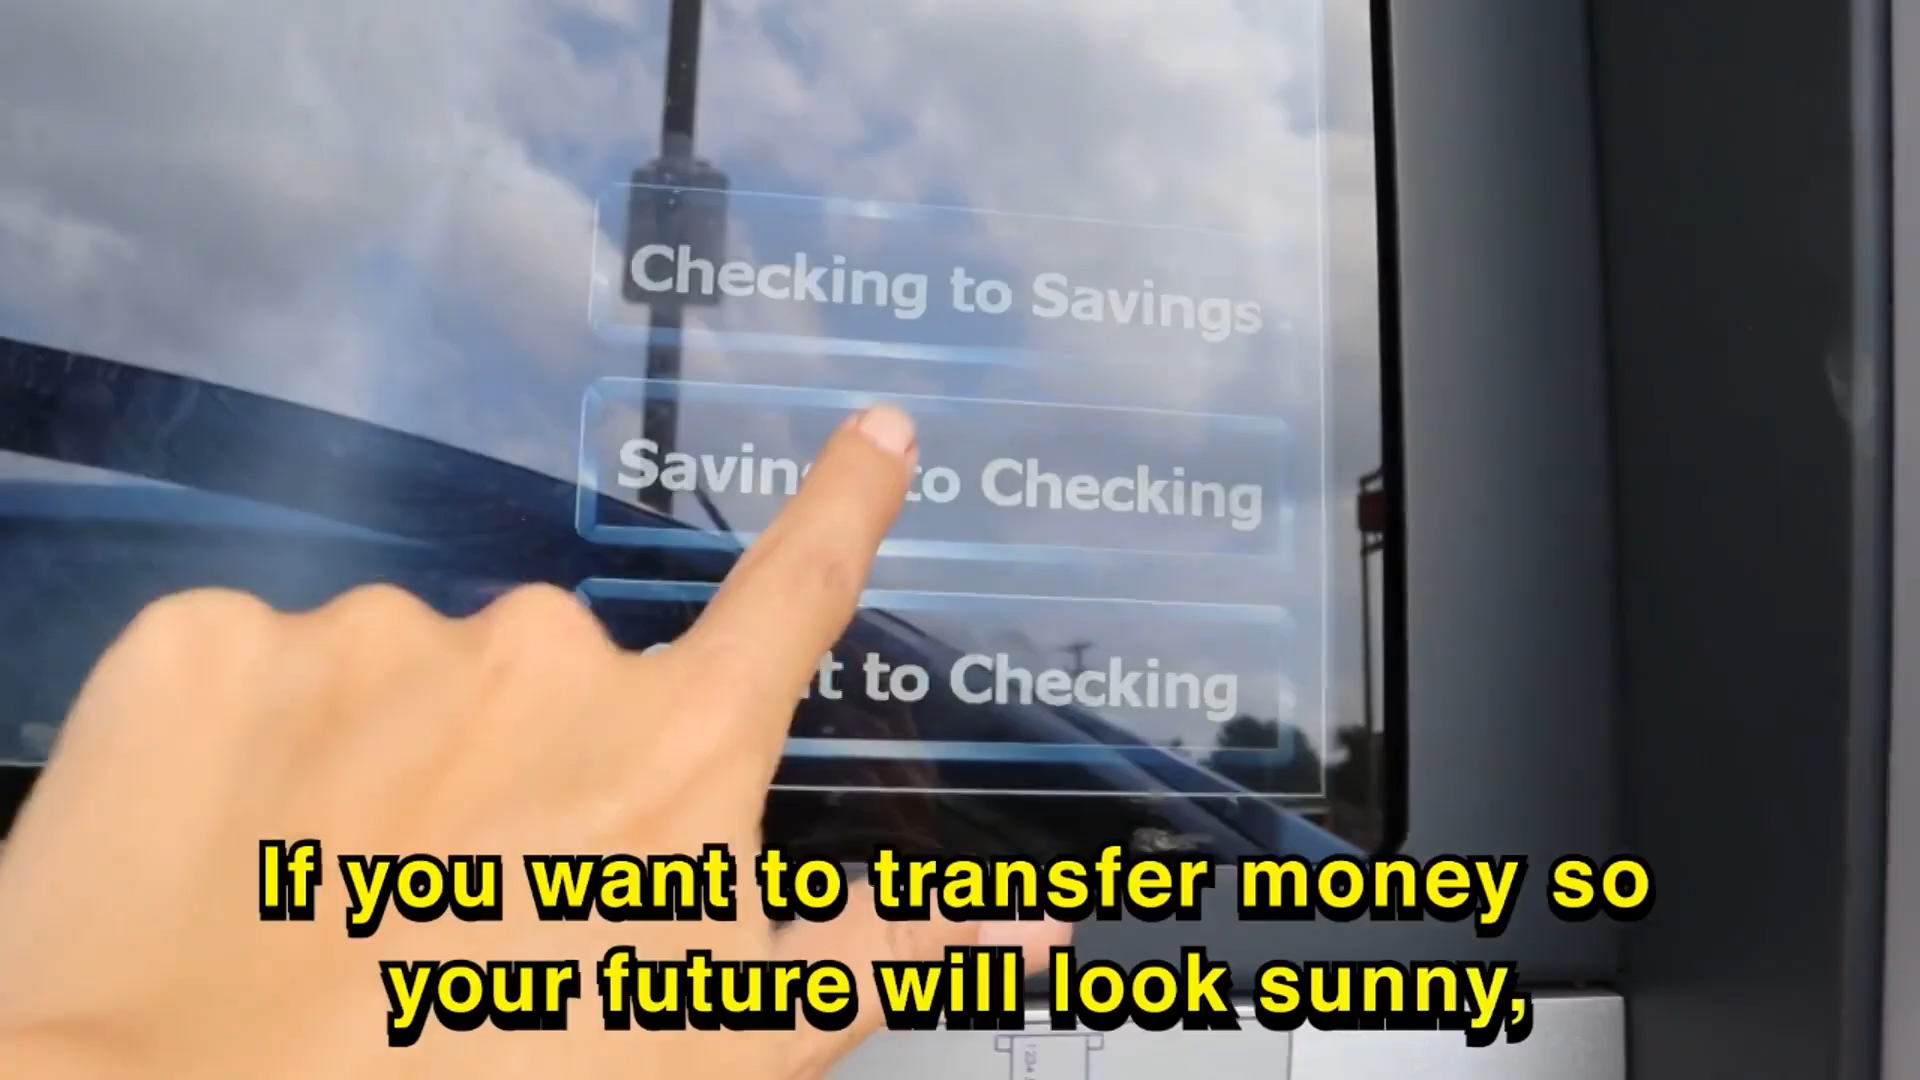 Checking to Savings
to Checking
to Checking
If you want to transfer money so
your future will look sunny,